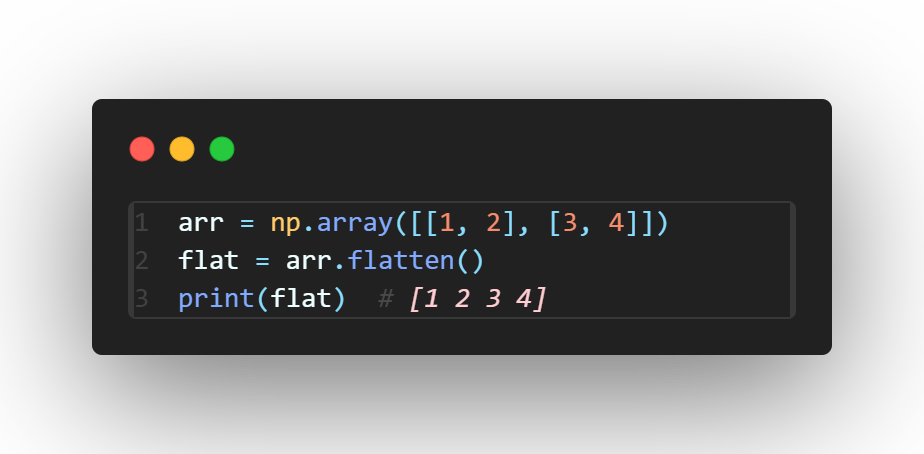 1 arr = np.array([[1, 2], [3, 4]])
2 flat = arr.flatten()
3 print(flat)  # [1 2 3 4]